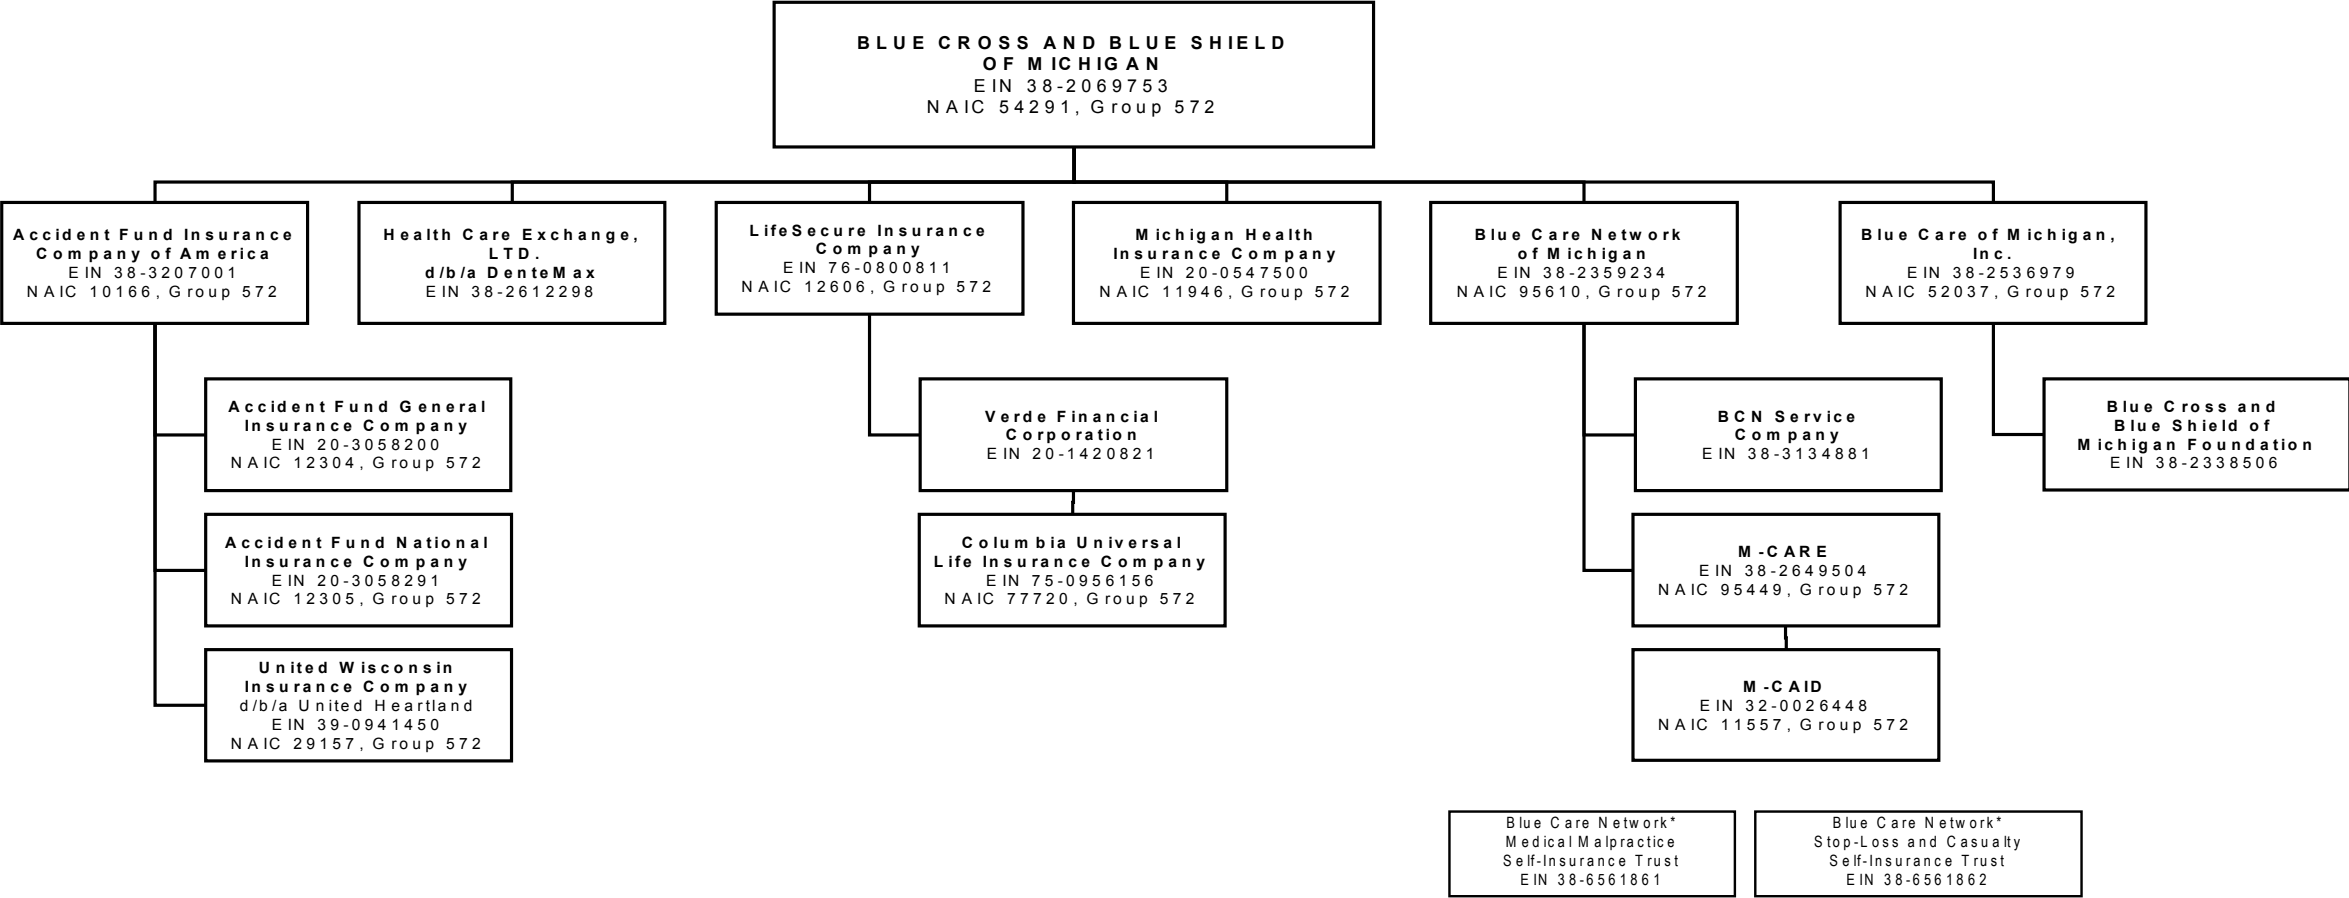 BLUE CROSS AND BLUE SHIELD
OF MICHIGAN
EIN 38-2069753
NAIC 54291, Group 572
Accident Fund Insurance
Company of America
EIN 38-3207001
NAIC 10166, Group 572
Health Care Exchange,
LTD.
d/b/a DenteMax
EIN 38-2612298
LifeSecure Insurance
Company
EIN 76-0800811
NAIC 12606, Group 572
Michigan Health
Insurance Company
EIN 20-0547500
NAIC 11946, Group 572
Blue Care Network
of Michigan
EIN 38-2359234
NAIC 95610, Group 572
Blue Care of Michigan,
Inc.
EIN 38-2536979
NAIC 52037, Group 572
Accident Fund General
Insurance Company
EIN 20-3058200
NAIC 12304, Group 572
Verde Financial
Corporation
EIN 20-1420821
BCN Service
Company
EIN 38-3134881
Blue Cross and
Blue Shield of
Michigan Foundation
EIN 38-2338506
Accident Fund National
Insurance Company
EIN 20-3058291
NAIC 12305, Group 572
Columbia Universal
Life Insurance Company
EIN 75-0956156
NAIC 77720, Group 572
M-CARE
EIN 38-2649504
NAIC 95449, Group 572
United Wisconsin
Insurance Company
d/b/a United Heartland
EIN 39-0941450
NAIC 29157, Group 572
M-CAID
EIN 32-0026448
NAIC 11557, Group 572
Blue Care Network*
Medical Malpractice
Self-Insurance Trust
EIN 38-6561861
Blue Care Network*
Stop-Loss and Casualty
Self-Insurance Trust
EIN 38-6561862